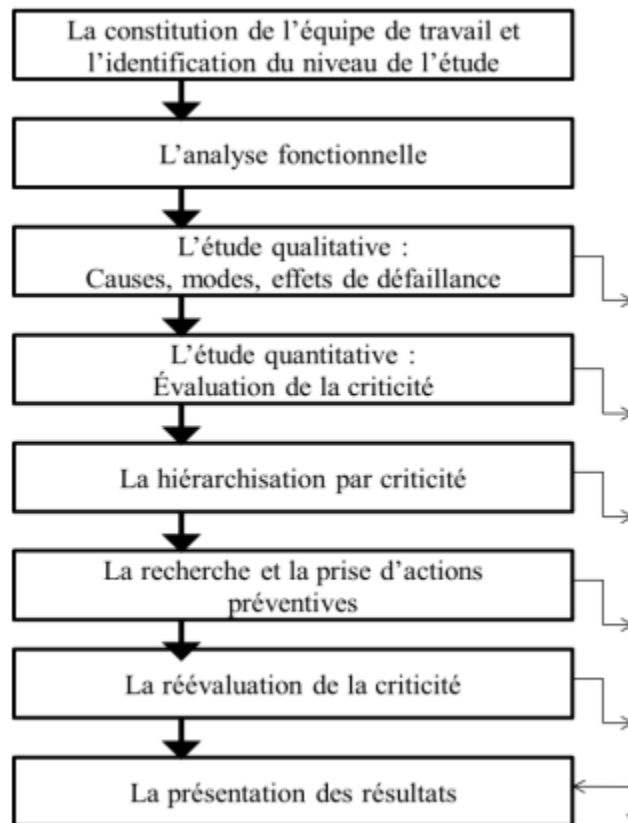 La constitution de l’équipe de travail et
l’identification du niveau de l’étude
L’analyse fonctionnelle
L’étude qualitative :
Causes, modes, effets de défaillance
L’étude quantitative :
Évaluation de la criticité
La hiérarchisation par criticité
La recherche et la prise d’actions
préventives
La réévaluation de la criticité
La présentation des résultats